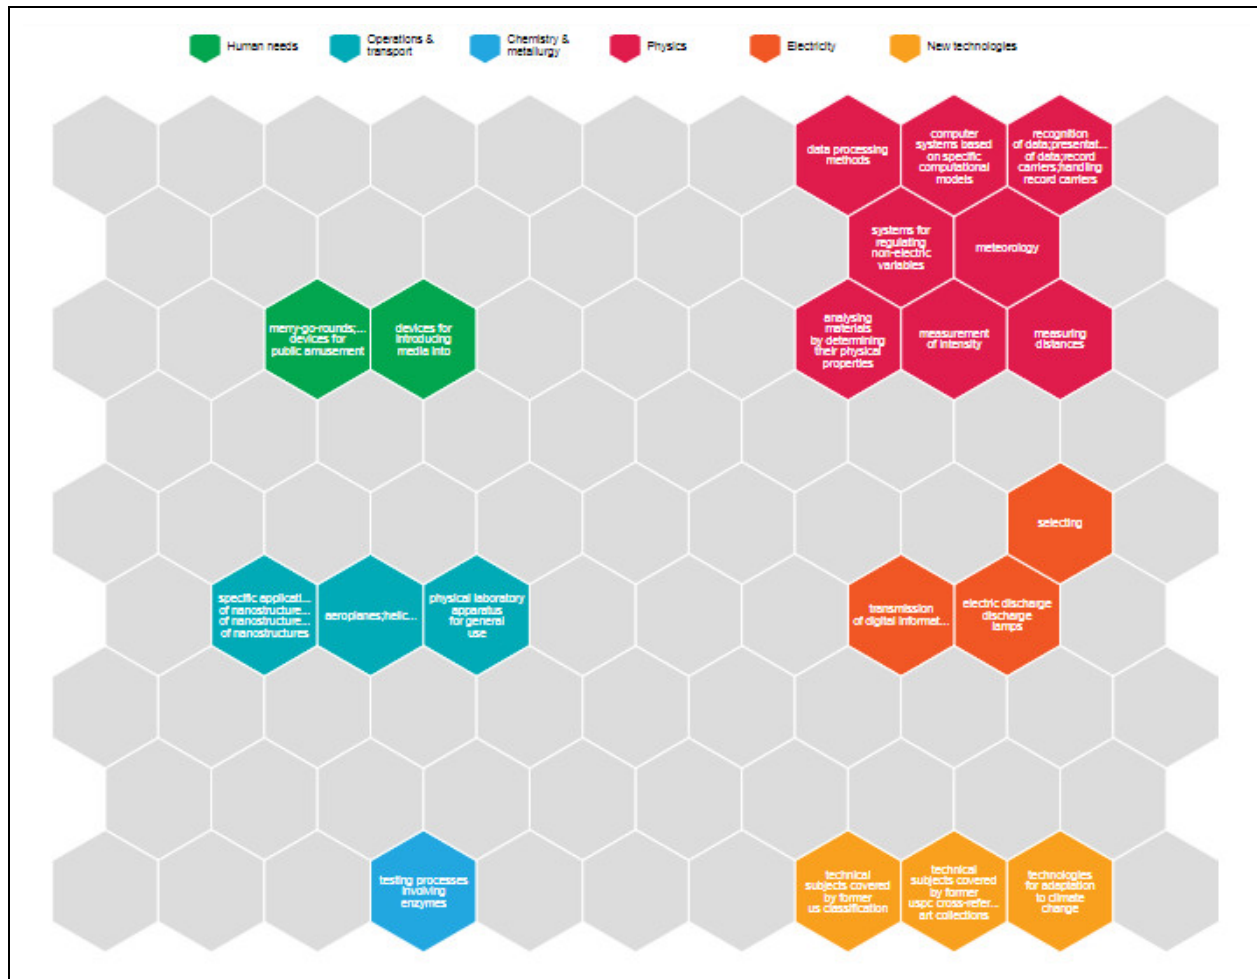 Human needs
Operations &
transport
Chemistry &
metallurgy
Physics
Electricity
New technologies
data processing
methods
computer
systems based
on specific
computational
models
recognition
of data;presentat...
of data;record
carriers;handling
record carriers
systems for
regulating
non-electric
variables
meteorology
merry-go-rounds;...
devices for
public amusement
devices for
introducing
media into
analysing
materials
by determining
their physical
properties
measurement
of intensity
measuring
distances
selecting
specific applicati...
of nanostructure...
of nanostructure...
of nanostructures
aeroplanes;helic...
physical laboratory
apparatus
for general
use
transmission
of digital informat...
electric discharge
discharge
lamps
testing processes
involving
enzymes
technical
subjects covered
by former
us classification
technical
subjects covered
by former
uspc cross-refer...
art collections
technologies
for adaptation
to climate
change